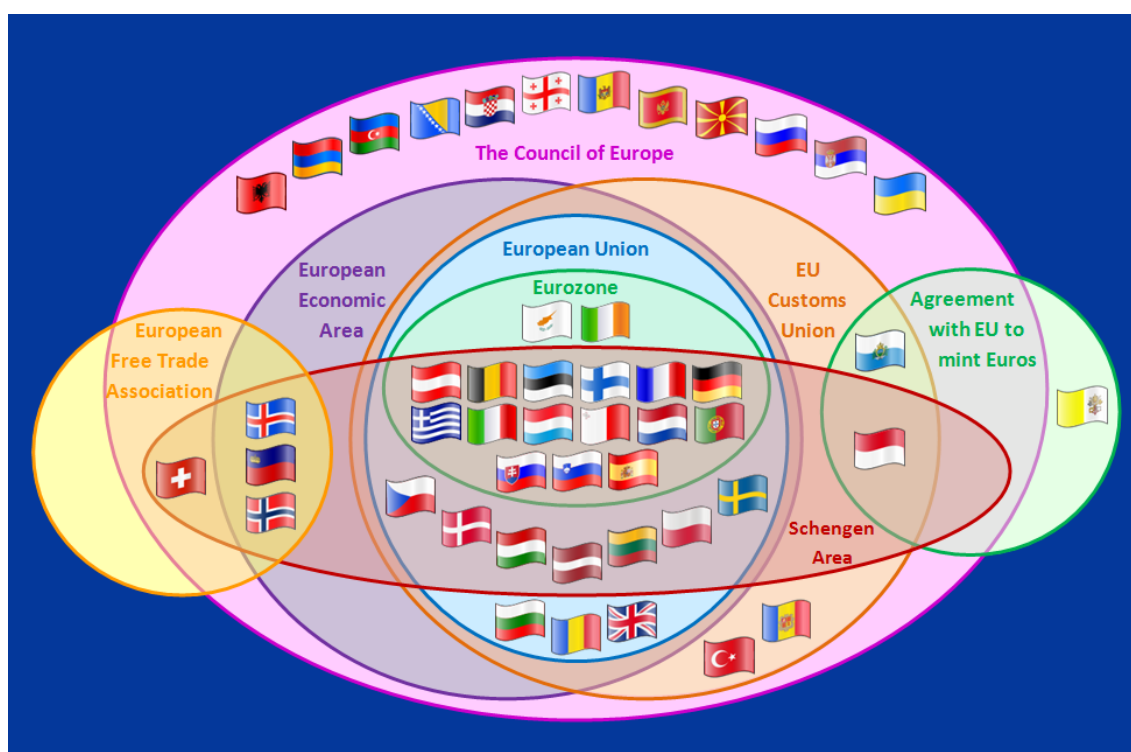 The Council of Europe
European Union
European
Economic
Area
EU
Customs
Union
Eurozone
Agreement
with EU to
mint Euros
European
Free Trade
Association
Schengen
Area